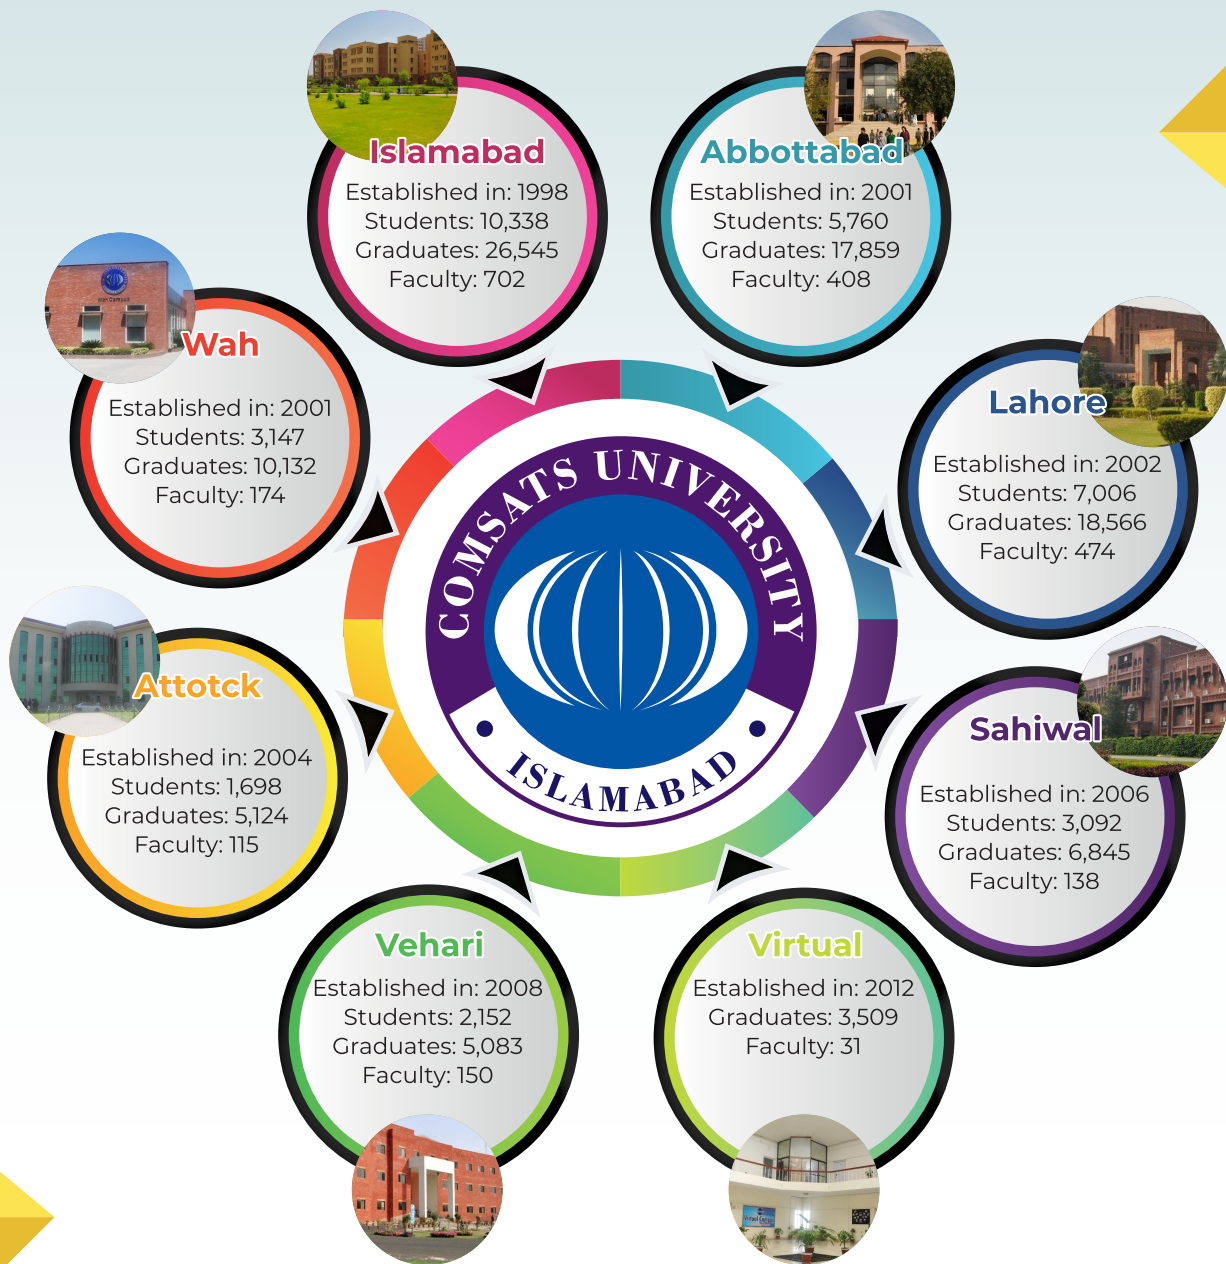 Islamabad
Established in: 1998
Students: 10,338
Graduates: 26,545
Faculty: 702
Abbottabad
Established in: 2001
Students: 5,760
Graduates: 17,859
Faculty: 408
Wah Campus
Wah
Established in: 2001
Students: 3,147
Graduates: 10,132
Faculty: 174
Lahore
Established in: 2002
Students: 7,006
Graduates: 18,566
Faculty: 474
COMSATS UNIVERSITY
ISLAMABAD
Attotck
Established in: 2004
Students: 1,698
Graduates: 5,124
Faculty: 115
Sahiwal
Established in: 2006
Students: 3,092
Graduates: 6,845
Faculty: 138
Vehari
Established in: 2008
Students: 2,152
Graduates: 5,083
Faculty: 150
Virtual
Established in: 2012
Graduates: 3,509
Faculty: 31
Virtual Campus